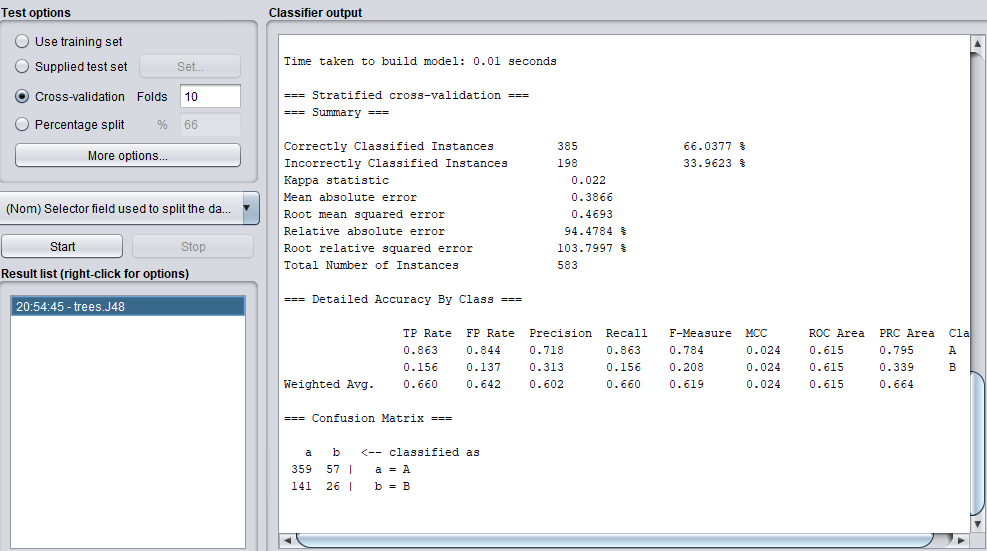 Test options
Use training set
Supplied test set Set...
Cross-validation Folds 10
Percentage split % 66
More options...
(Nom) Selector field used to split the da...
Start Stop
Result list (right-click for options)
20:54:45 - trees.J48
Classifier output
Time taken to build model: 0.01 seconds
=== Stratified cross-validation ===
=== Summary ===
Correctly Classified Instances 385 66.0377 %
Incorrectly Classified Instances 198 33.9623 %
Kappa statistic 0.022
Mean absolute error 0.3866
Root mean squared error 0.4693
Relative absolute error 94.4784 %
Root relative squared error 103.7997 %
Total Number of Instances 583
=== Detailed Accuracy By Class ===
TP Rate FP Rate Precision Recall F-Measure MCC ROC Area PRC Area Cla
0.863 0.844 0.718 0.863 0.784 0.024 0.615 0.795 A
0.156 0.137 0.313 0.156 0.208 0.024 0.615 0.339 B
Weighted Avg. 0.660 0.642 0.602 0.660 0.619 0.024 0.615 0.664
=== Confusion Matrix ===
a b <-- classified as
359 57 | a = A
141 26 | b = B